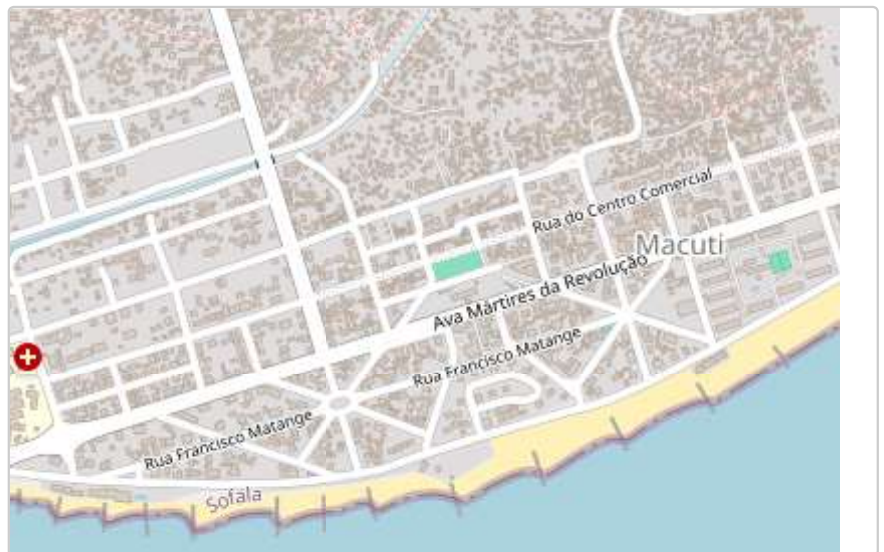 Rua do Centro Comercial
Macuti
Ava Mártires da Revolução
Rua Francisco Matange
Rua Francisco Matange
Sofala